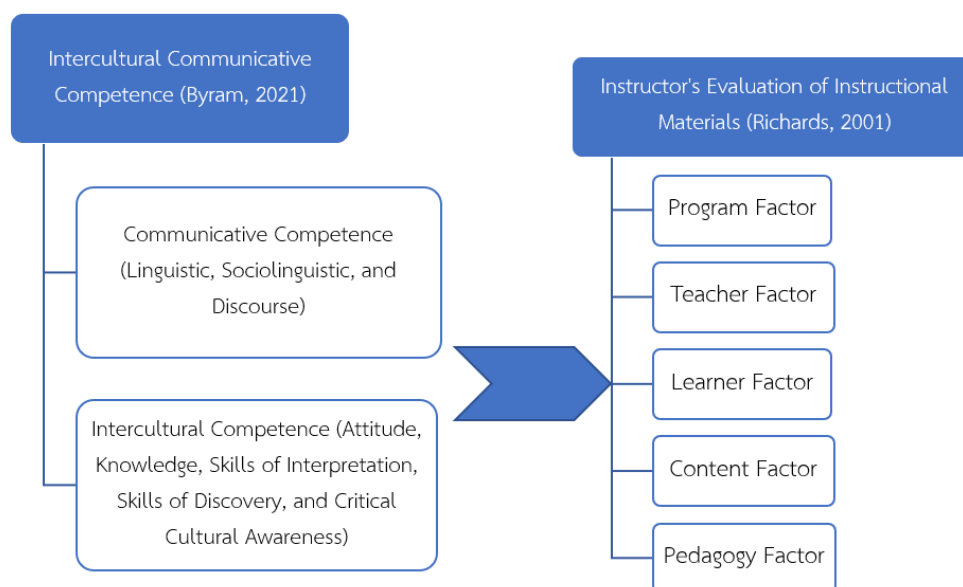 Intercultural Communicative
Competence (Byram, 2021)
Communicative Competence
(Linguistic, Sociolinguistic, and
Discourse)
Intercultural Competence (Attitude,
Knowledge, Skills of Interpretation,
Skills of Discovery, and Critical
Cultural Awareness)
Instructor's Evaluation of Instructional
Materials (Richards, 2001)
Program Factor
Teacher Factor
Learner Factor
Content Factor
Pedagogy Factor